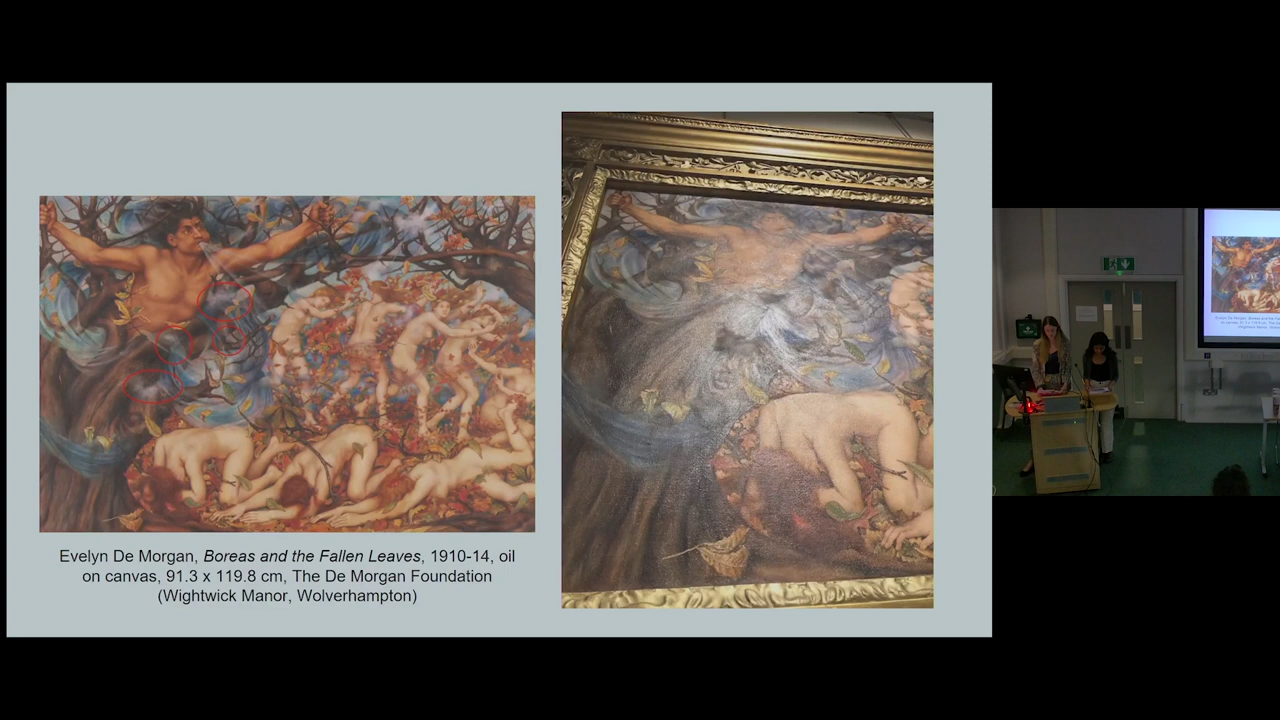 Evelyn De Morgan, Boreas and the Fallen Leaves, 1910-14, oil
on canvas, 91.3 x 119.8 cm, The De Morgan Foundation
(Wightwick Manor, Wolverhampton)